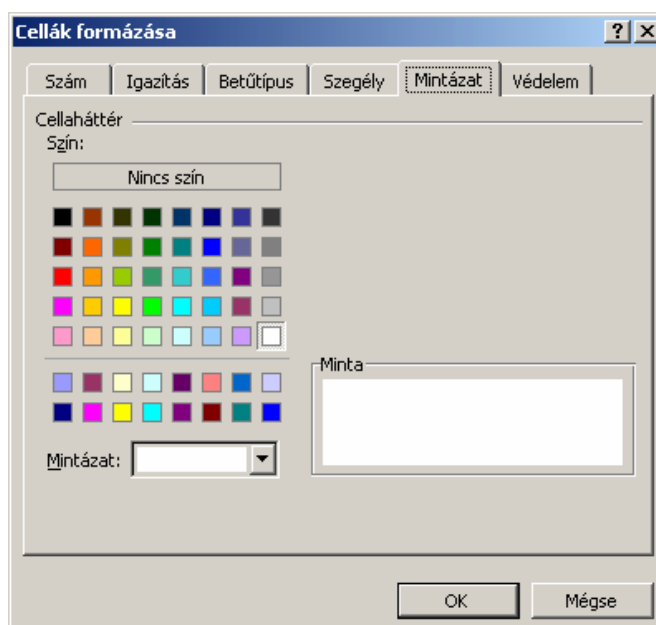 Cellák formázása
Szám Igazítás Betűtípus Szegély Mintázat Védelem
Cellaháttér
Szín:
Nincs szín
Minta
Mintázat:
OK Mégse